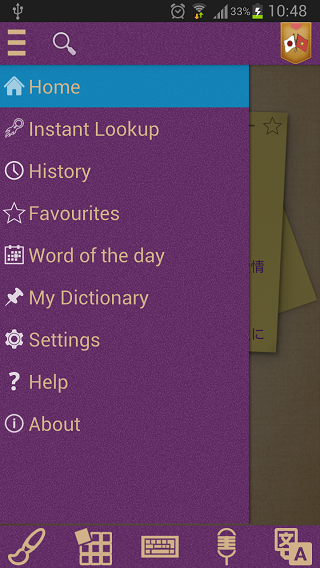 33% 10:48
Home
Instant Lookup
History
Favourites
Word of the day
情
My Dictionary
に
Settings
Help
About
文 A